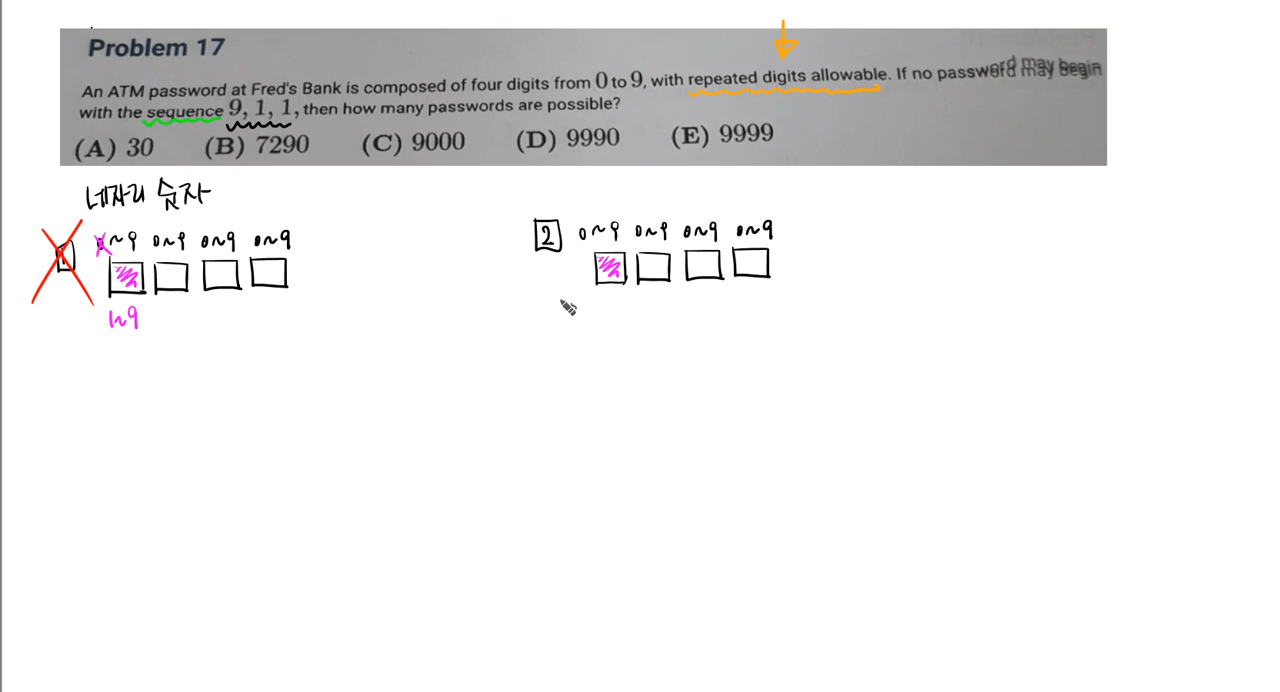 Problem 17
An ATM password at Fred's Bank is composed of four digits from 0 to 9, with repeated digits allowable. If no password may begin
with the sequence 9, 1, 1, then how many passwords are possible?
(A) 30 (B) 7290 (C) 9000 (D) 9990 (E) 9999
네자리 숫자
1 0~9 0~9 0~9 0~9
1~9
2 0~9 0~9 0~9 0~9